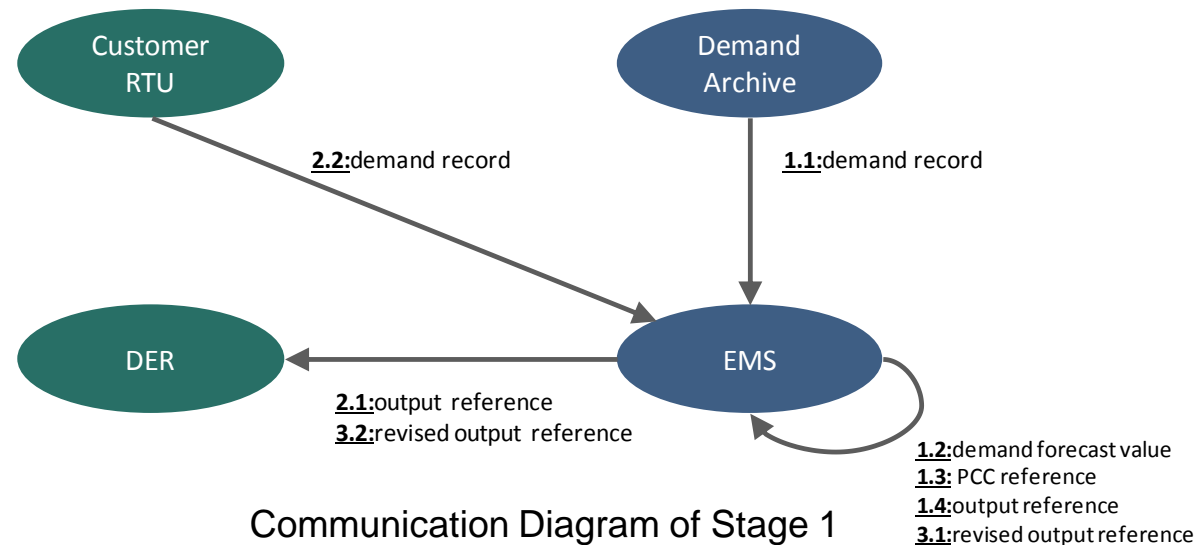 Customer
RTU
Demand
Archive
2.2:demand record
1.1:demand record
DER
EMS
2.1:output reference
3.2:revised output reference
1.2:demand forecast value
1.3: PCC reference
1.4:output reference
3.1:revised output reference
Communication Diagram of Stage 1